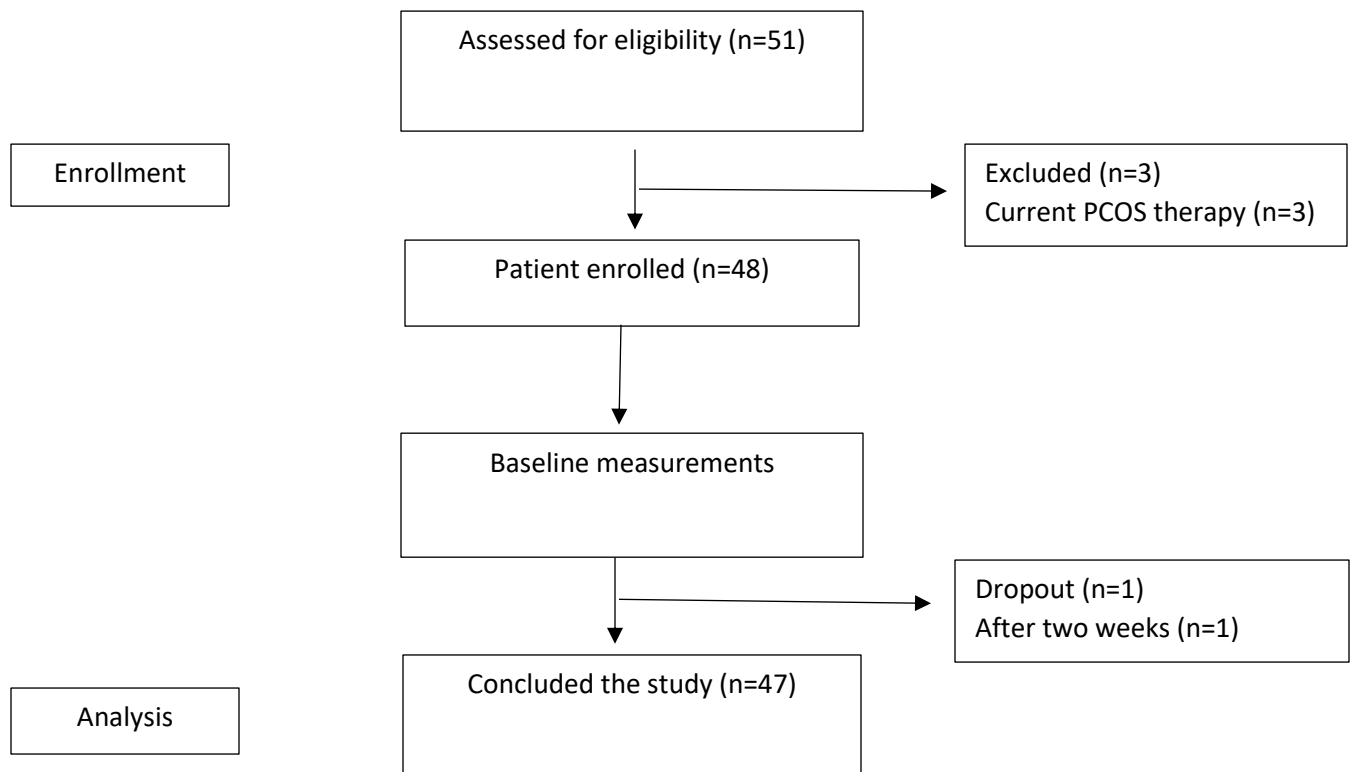 Assessed for eligibility (n=51)
Enrollment
Excluded (n=3)
Current PCOS therapy (n=3)
Patient enrolled (n=48)
Baseline measurements
Dropout (n=1)
After two weeks (n=1)
Concluded the study (n=47)
Analysis